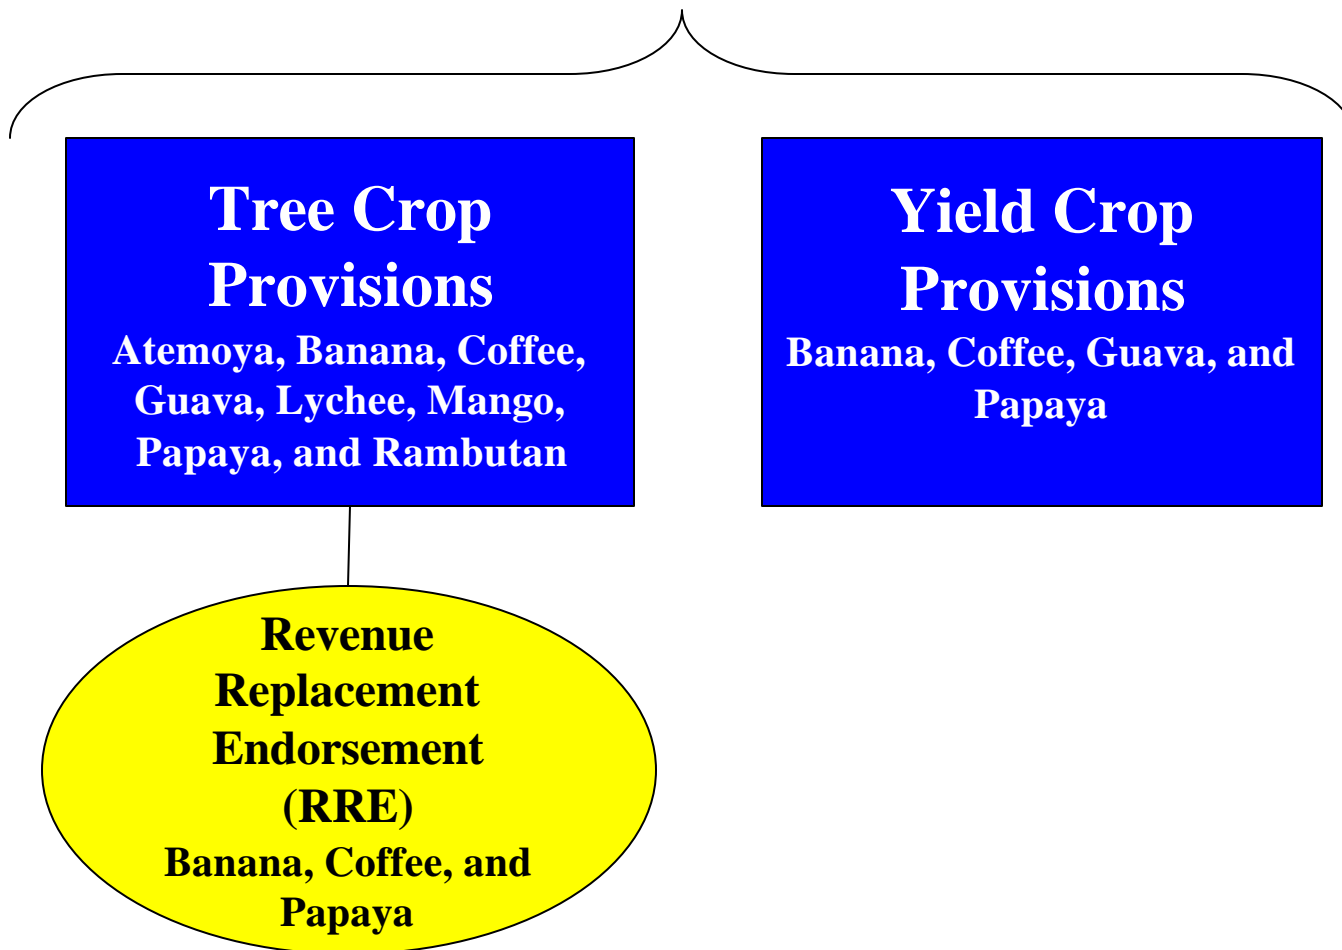 Tree Crop
Provisions
Atemoya, Banana, Coffee,
Guava, Lychee, Mango,
Papaya, and Rambutan
Yield Crop
Provisions
Banana, Coffee, Guava, and
Papaya
Revenue
Replacement
Endorsement
(RRE)
Banana, Coffee, and
Papaya